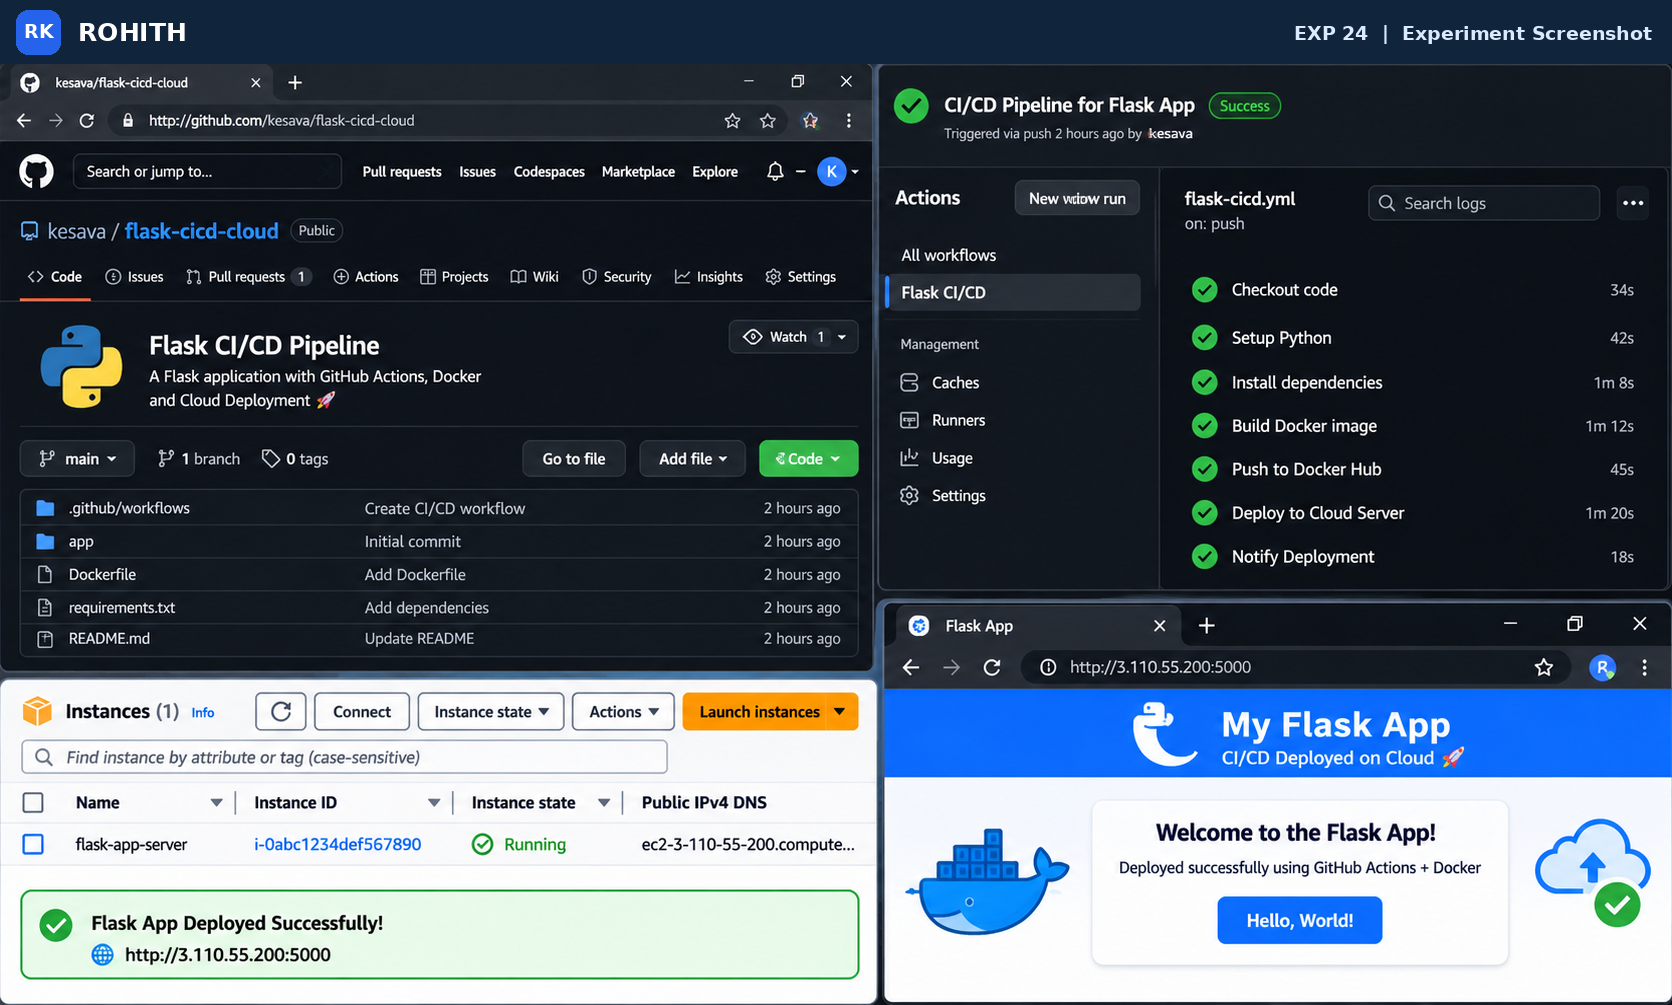 RK ROHITH
EXP 24 | Experiment Screenshot
kesava/flask-cicd-cloud
http://github.com/kesava/flask-cicd-cloud
Search or jump to...
Pull requests Issues Codespaces Marketplace Explore
K
kesava / flask-cicd-cloud Public
Code Issues Pull requests 1 Actions Projects Wiki Security Insights Settings
Flask CI/CD Pipeline
Watch 1
A Flask application with GitHub Actions, Docker
and Cloud Deployment 🚀
main 1 branch 0 tags Go to file Add file Code
.github/workflows Create CI/CD workflow 2 hours ago
app Initial commit 2 hours ago
Dockerfile Add Dockerfile 2 hours ago
requirements.txt Add dependencies 2 hours ago
README.md Update README 2 hours ago
CI/CD Pipeline for Flask App Success
Triggered via push 2 hours ago by kesava
Actions New run
All workflows
Flask CI/CD
Management
Caches
Runners
Usage
Settings
flask-cicd.yml
on: push
Search logs
Checkout code 34s
Setup Python 42s
Install dependencies 1m 8s
Build Docker image 1m 12s
Push to Docker Hub 45s
Deploy to Cloud Server 1m 20s
Notify Deployment 18s
Instances (1) Info Connect Instance state Actions Launch instances
Find instance by attribute or tag (case-sensitive)
Name Instance ID Instance state Public IPv4 DNS
flask-app-server i-0abc1234def567890 Running ec2-3-110-55-200.compute...
Flask App Deployed Successfully!
http://3.110.55.200:5000
Flask App
http://3.110.55.200:5000
R
My Flask App
CI/CD Deployed on Cloud 🚀
Welcome to the Flask App!
Deployed successfully using GitHub Actions + Docker
Hello, World!